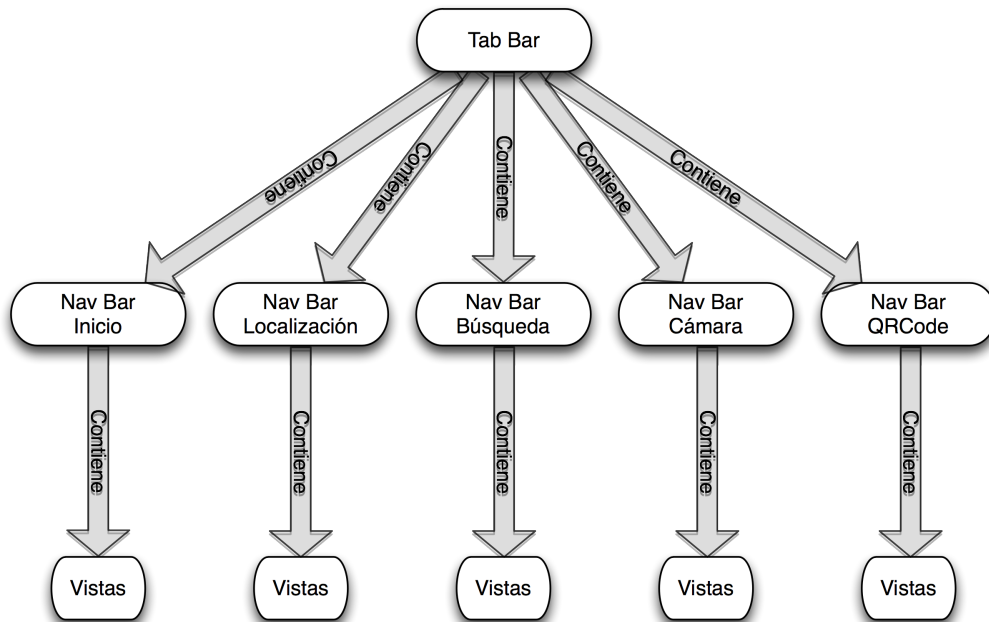 Tab Bar
Contiene
Contiene
Contiene
Contiene
Contiene
Nav Bar
Inicio
Nav Bar
Localización
Nav Bar
Búsqueda
Nav Bar
Cámara
Nav Bar
QRCode
Contiene
Contiene
Contiene
Contiene
Contiene
Vistas
Vistas
Vistas
Vistas
Vistas